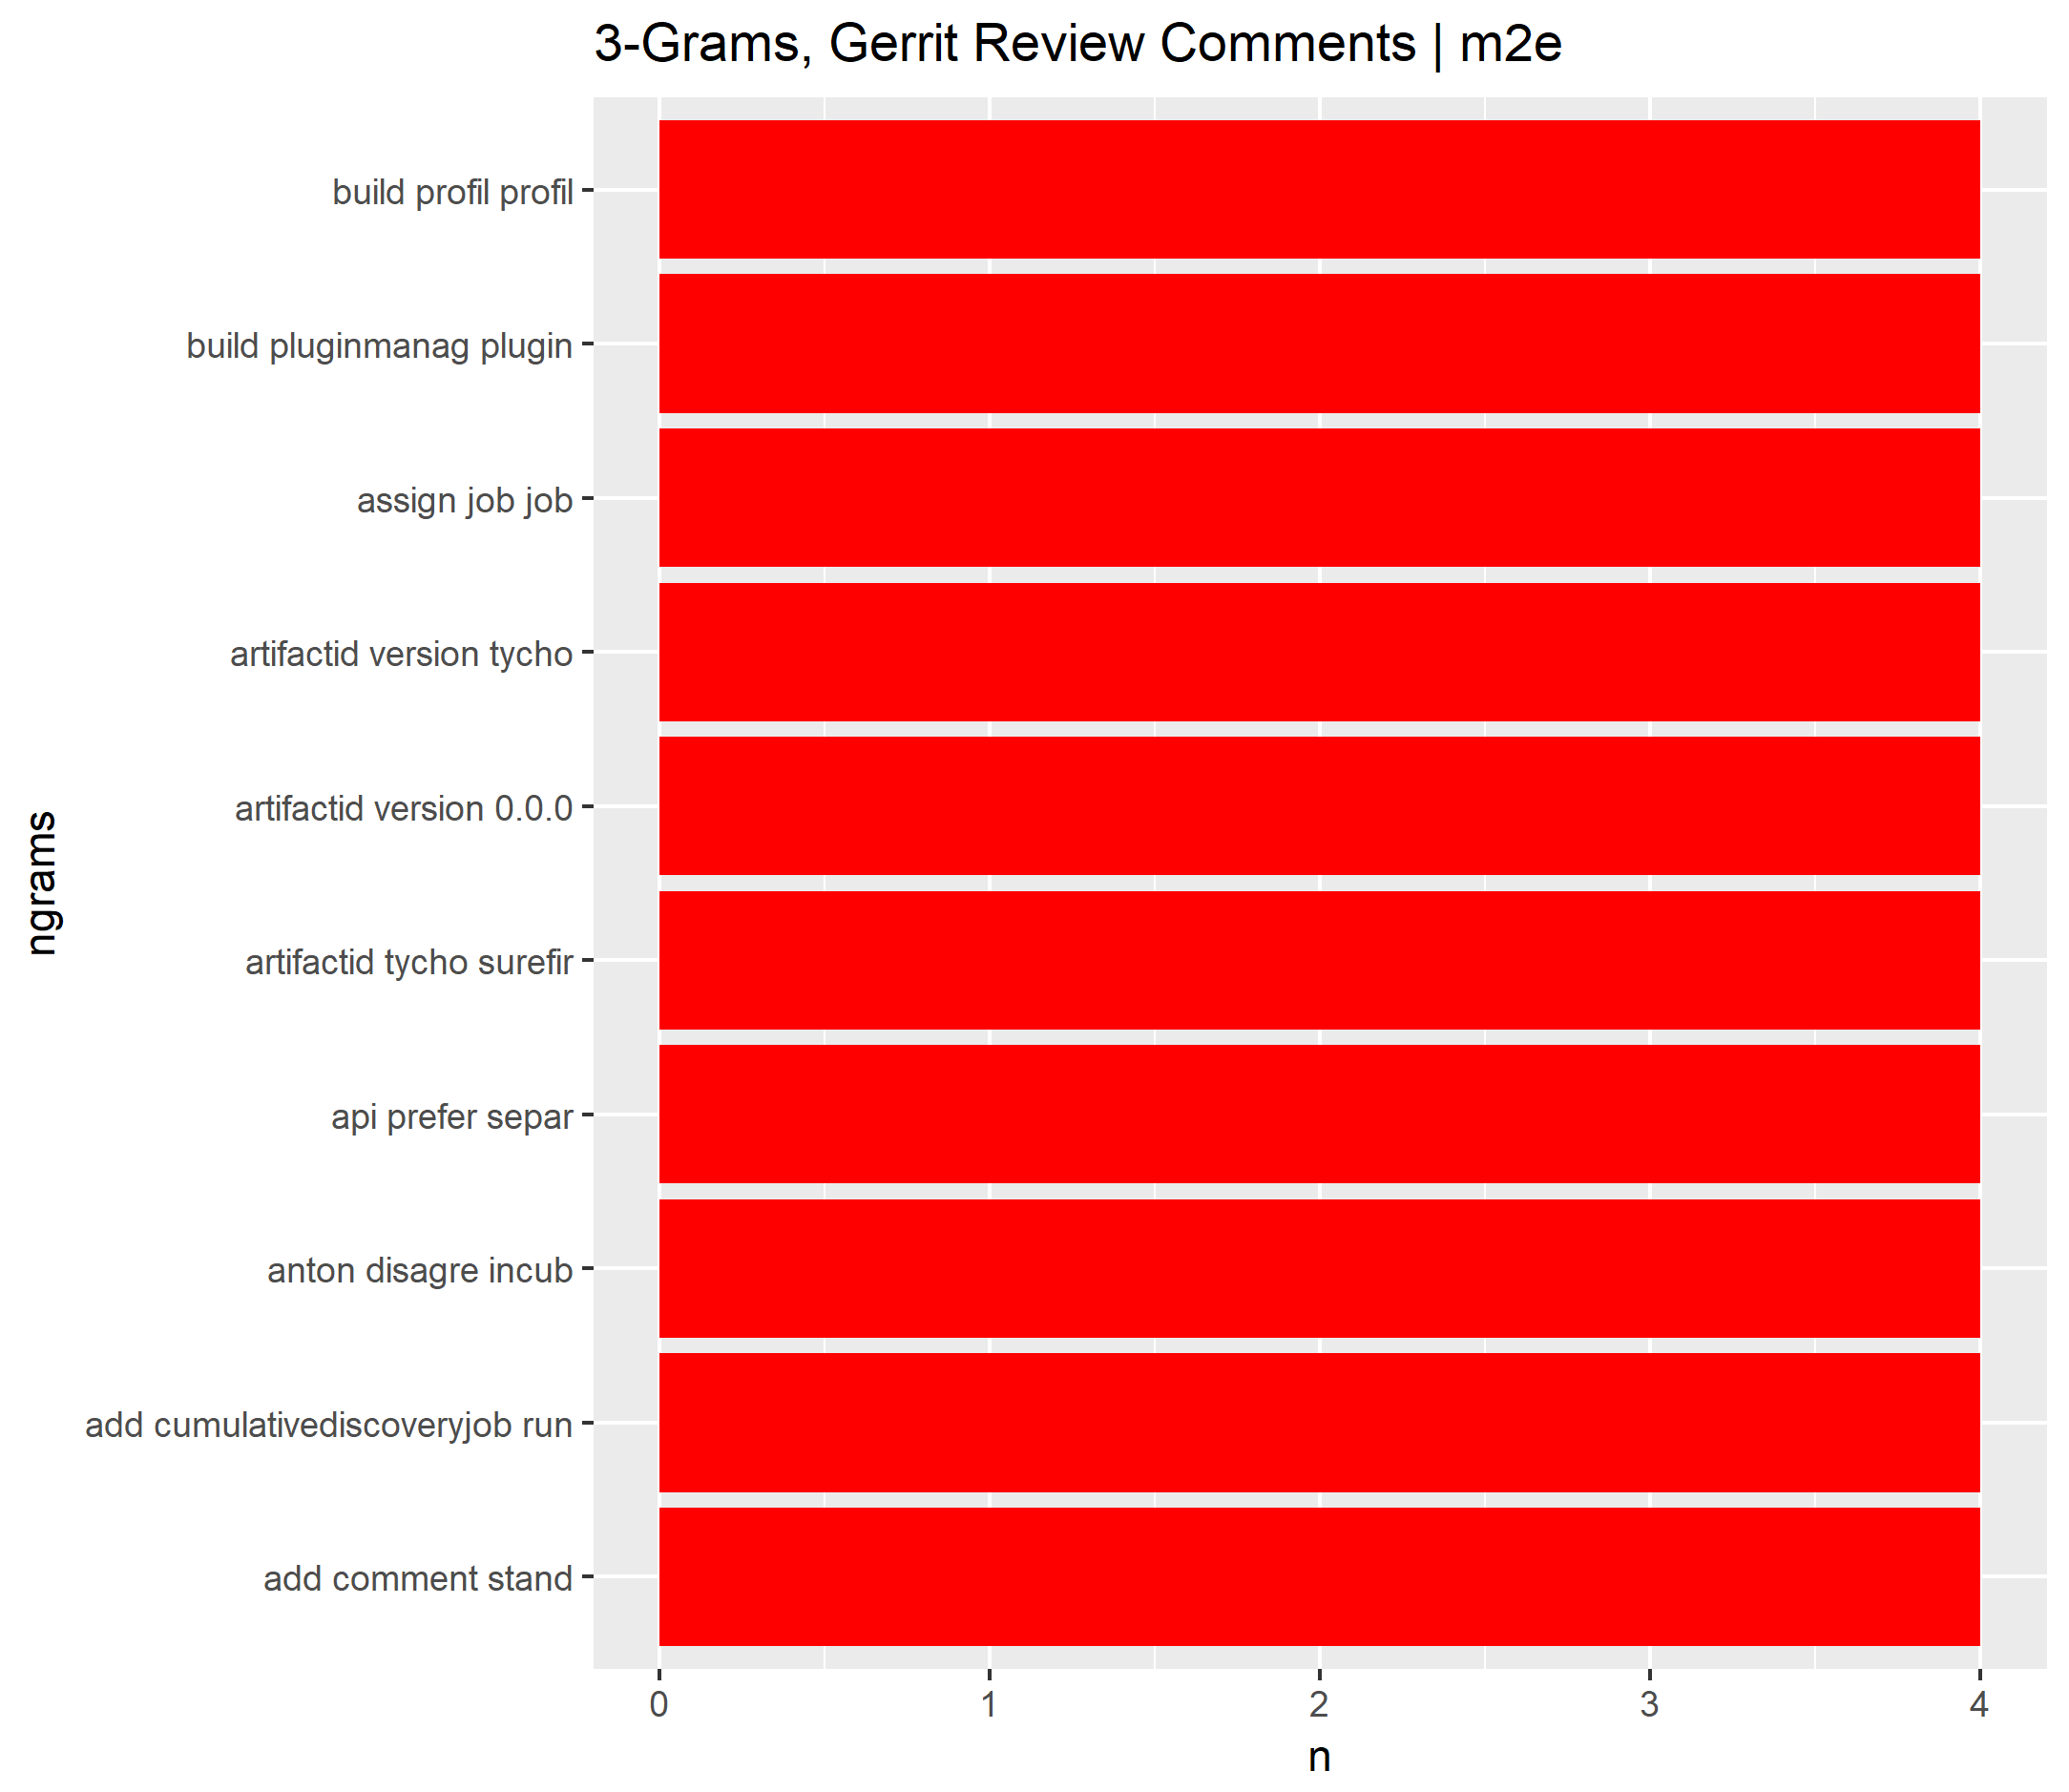 3-Grams, Gerrit Review Comments | m2e
build profil profil
build pluginmanag plugin
assign job job
artifactid version tycho
artifactid version 0.0.0
artifactid tycho surefir
api prefer separ
anton disagre incub
add cumulativediscoveryjob run
add comment stand
ngrams
0 1 2 3 4
n